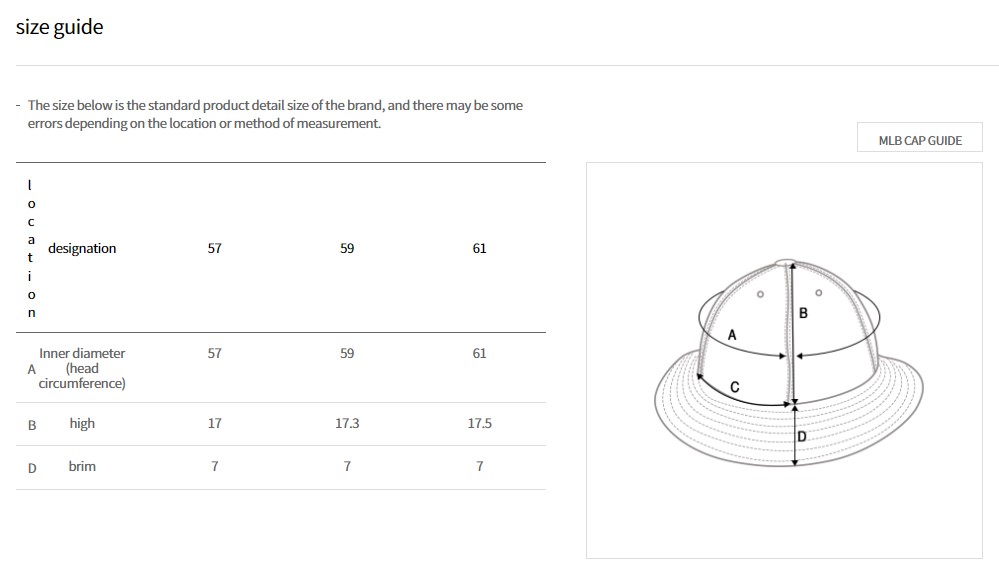 size guide
- The size below is the standard product detail size of the brand, and there may be some
errors depending on the location or method of measurement.
MLB CAP GUIDE
location designation 57 59 61
A Inner diameter (head circumference) 57 59 61
B high 17 17.3 17.5
D brim 7 7 7
A
B
C
D